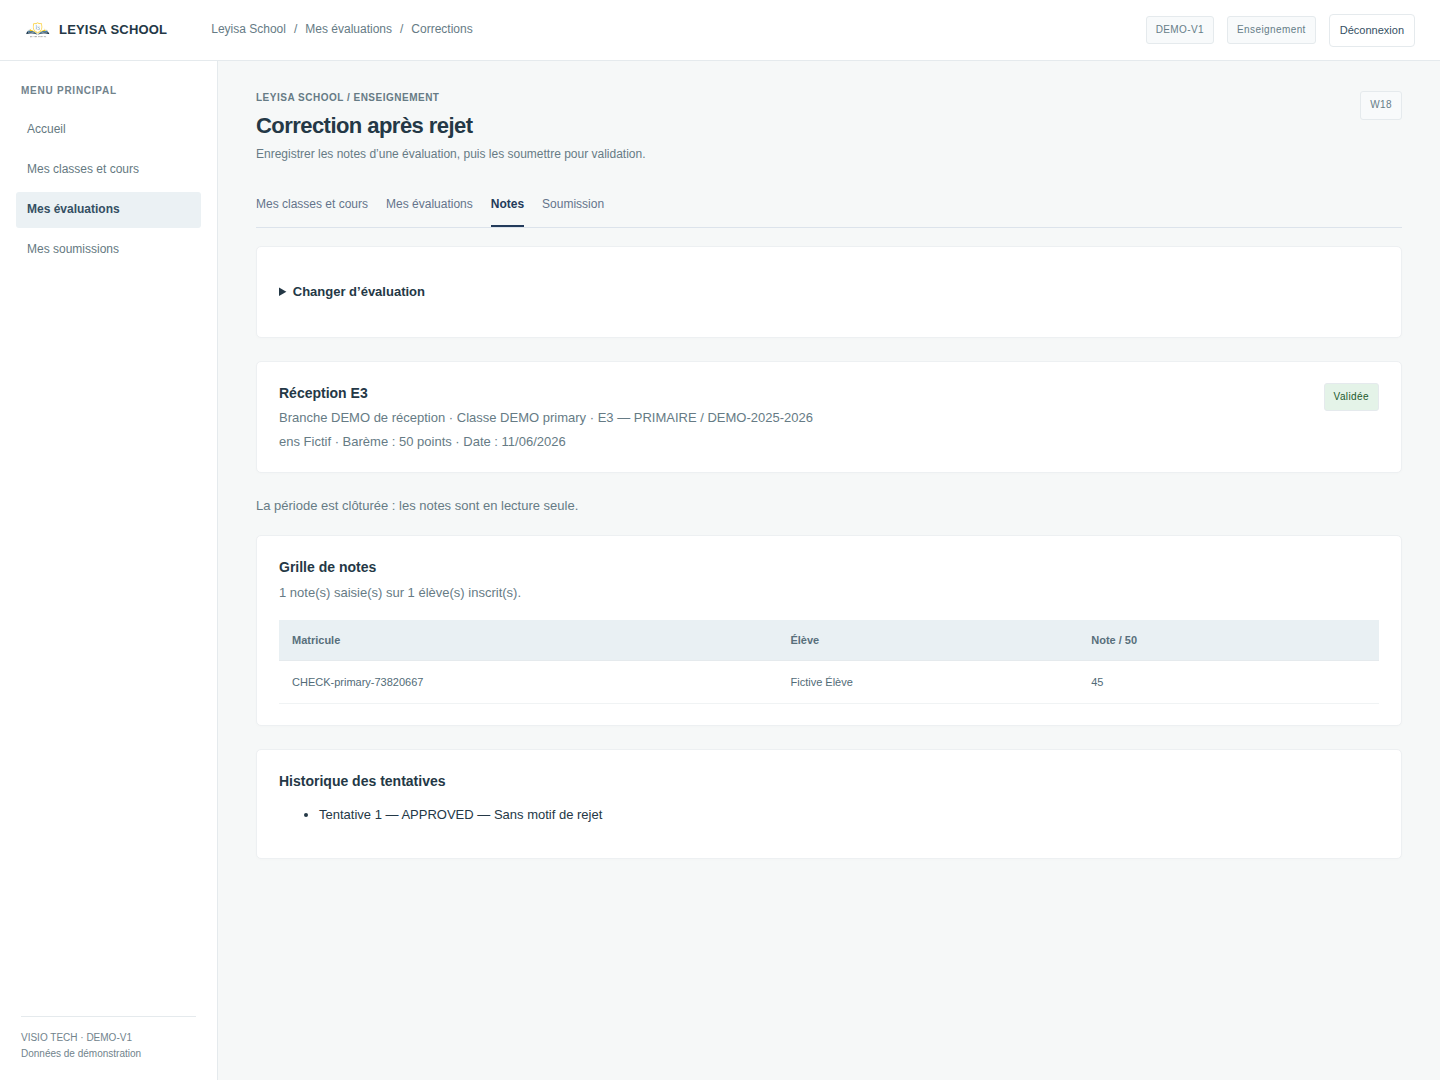 LEYISA SCHOOL
Leyisa School / Mes évaluations / Corrections
DEMO-V1
Enseignement
Déconnexion
MENU PRINCIPAL
Accueil
Mes classes et cours
Mes évaluations
Mes soumissions
VISIO TECH · DEMO-V1
Données de démonstration
LEYISA SCHOOL / ENSEIGNEMENT
W18
Correction après rejet
Enregistrer les notes d’une évaluation, puis les soumettre pour validation.
Mes classes et cours Mes évaluations Notes Soumission
Changer d’évaluation
Réception E3
Validée
Branche DEMO de réception · Classe DEMO primary · E3 — PRIMAIRE / DEMO-2025-2026
ens Fictif · Barème : 50 points · Date : 11/06/2026
La période est clôturée : les notes sont en lecture seule.
Grille de notes
1 note(s) saisie(s) sur 1 élève(s) inscrit(s).
Matricule Élève Note / 50
CHECK-primary-73820667 Fictive Élève 45
Historique des tentatives
Tentative 1 — APPROVED — Sans motif de rejet